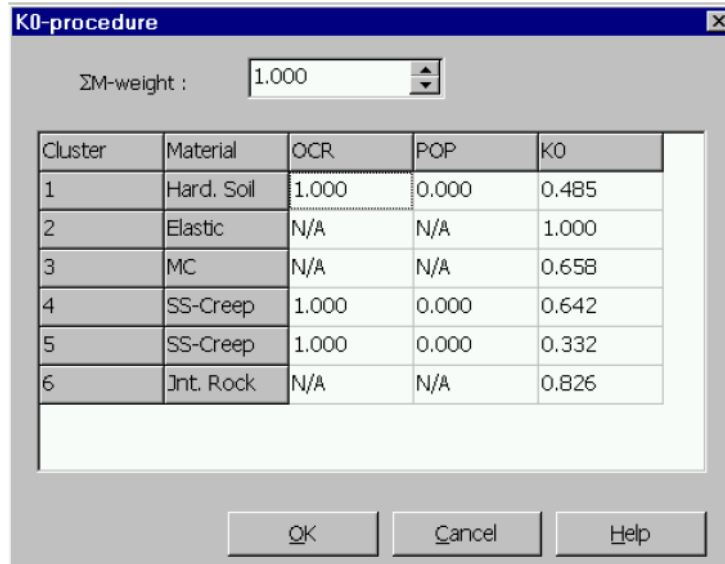 K0-procedure
ΣM-weight : 1.000
Cluster Material OCR POP K0
1 Hard. Soil 1.000 0.000 0.485
2 Elastic N/A N/A 1.000
3 MC N/A N/A 0.658
4 SS-Creep 1.000 0.000 0.642
5 SS-Creep 1.000 0.000 0.332
6 Jnt. Rock N/A N/A 0.826
OK Cancel Help